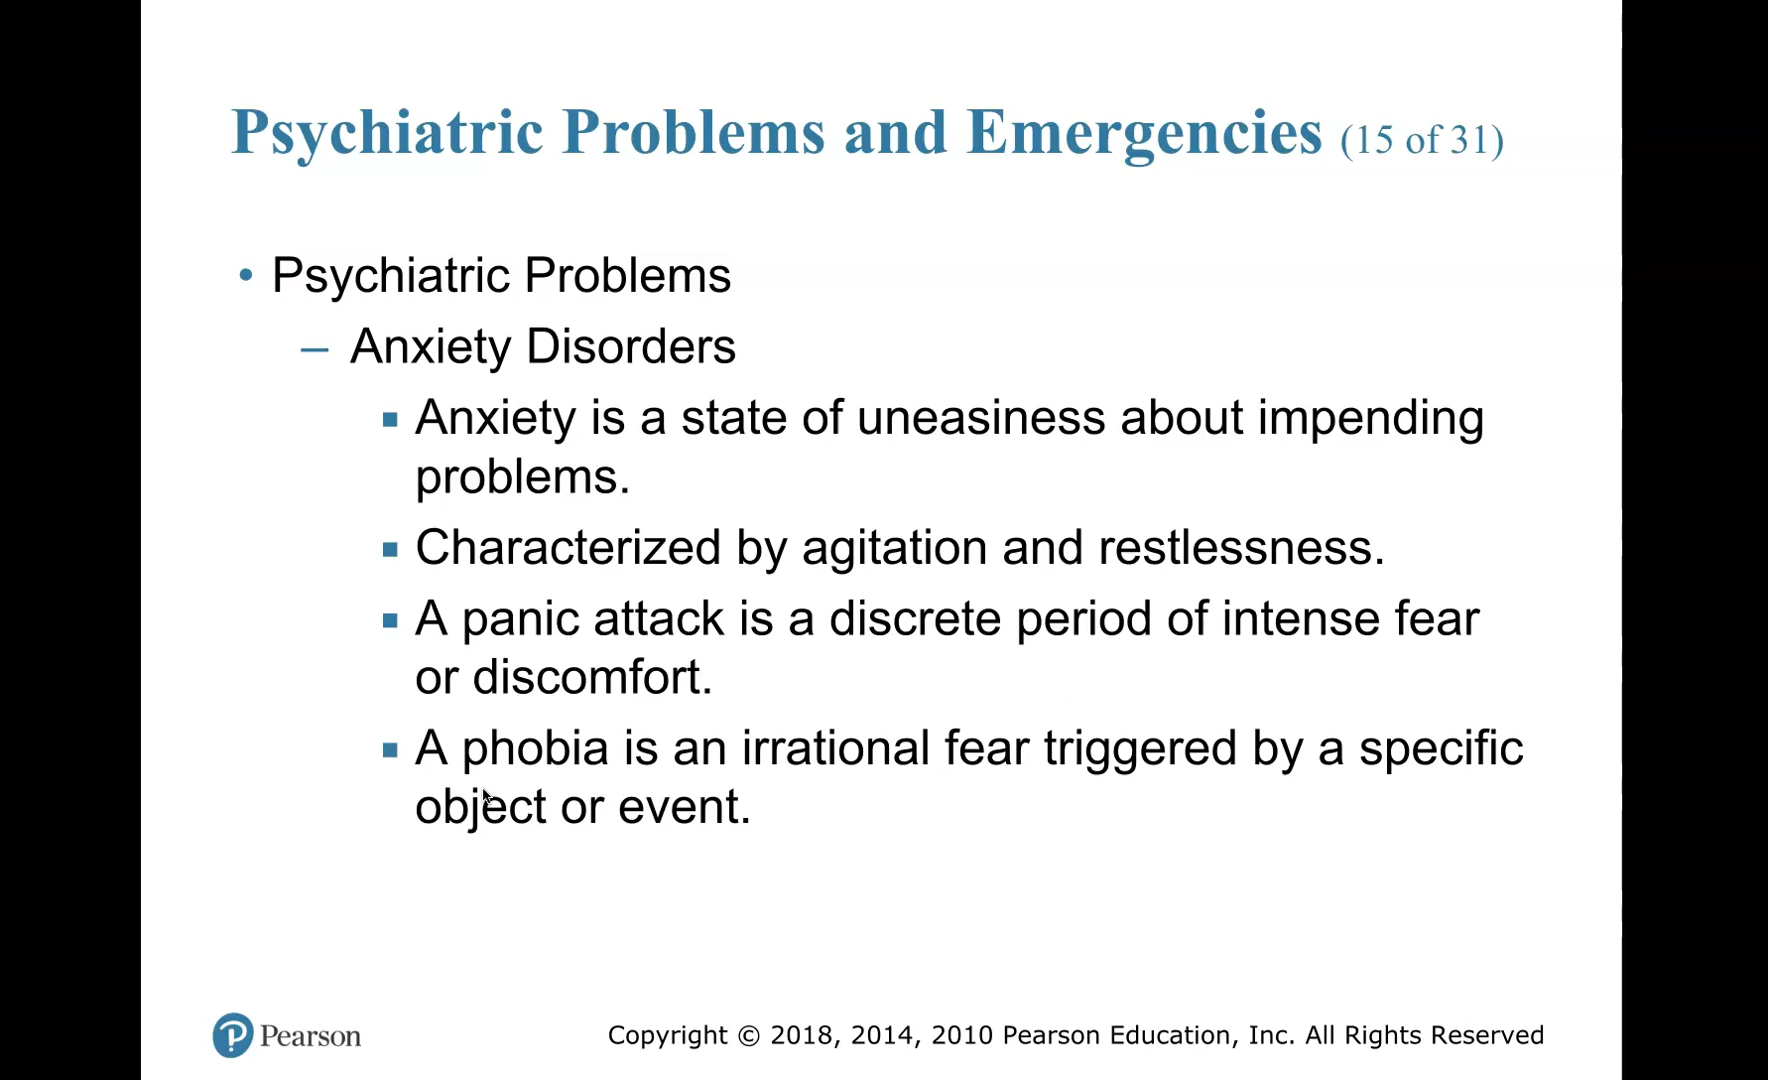 Psychiatric Problems and Emergencies (15 of 31)
• Psychiatric Problems
– Anxiety Disorders
▪ Anxiety is a state of uneasiness about impending
problems.
▪ Characterized by agitation and restlessness.
▪ A panic attack is a discrete period of intense fear
or discomfort.
▪ A phobia is an irrational fear triggered by a specific
object or event.
Pearson
Copyright © 2018, 2014, 2010 Pearson Education, Inc. All Rights Reserved